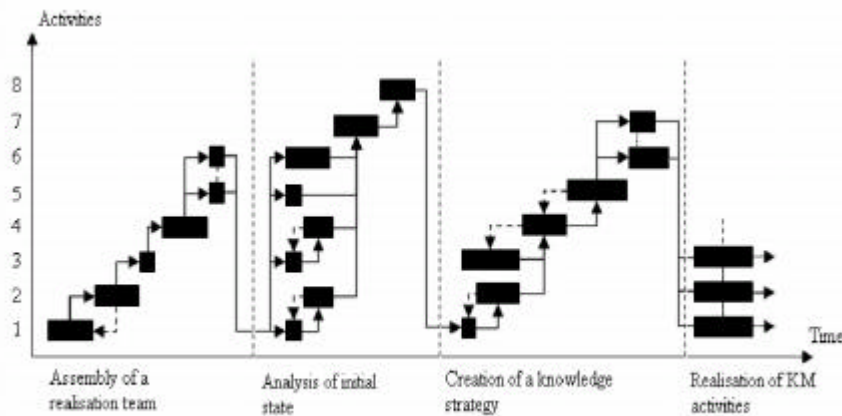 Activities
8
7
6
5
4
3
2
1
Time
Assembly of a
realisation team
Analysis of initial
state
Creation of a knowledge
strategy
Realisation of KM
activities